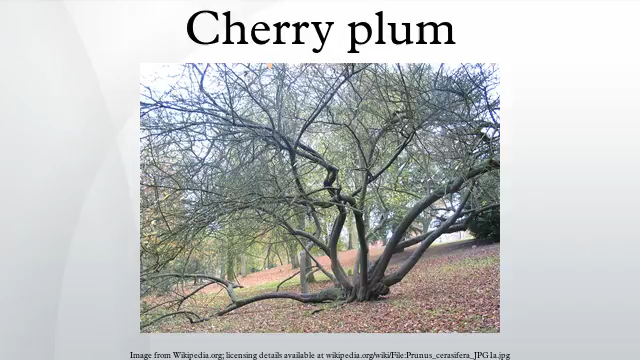 Cherry plum
Image from Wikipedia.org; licensing details available at wikipedia.org/wiki/File:Prunus_cerasifera_JPG1a.jpg